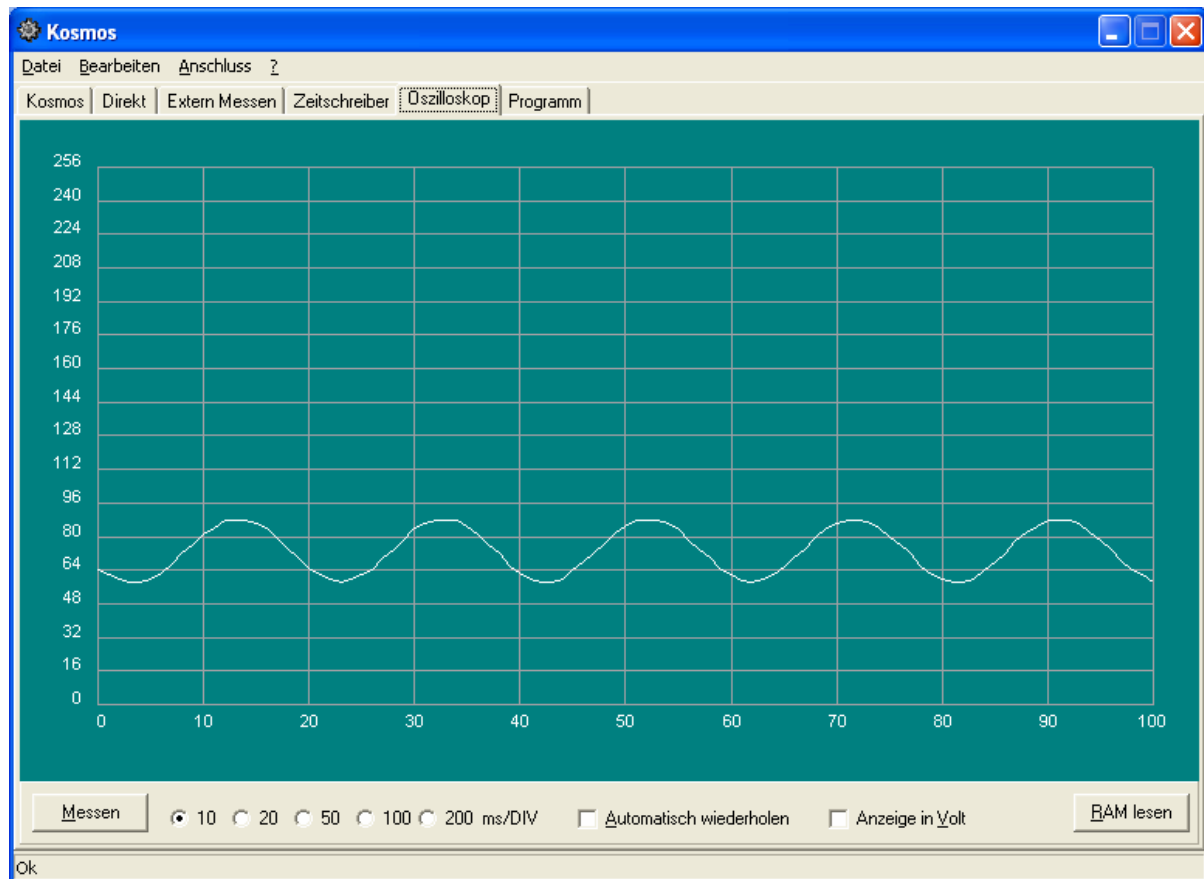 Kosmos
Datei Bearbeiten Anschluss ?
Kosmos Direkt Extern Messen Zeitschreiber Oszilloskop Programm
256
240
224
208
192
176
160
144
128
112
96
80
64
48
32
16
0
0 10 20 30 40 50 60 70 80 90 100
Messen 10 20 50 100 200 ms/DIV Automatisch wiederholen Anzeige in Volt RAM lesen
Ok